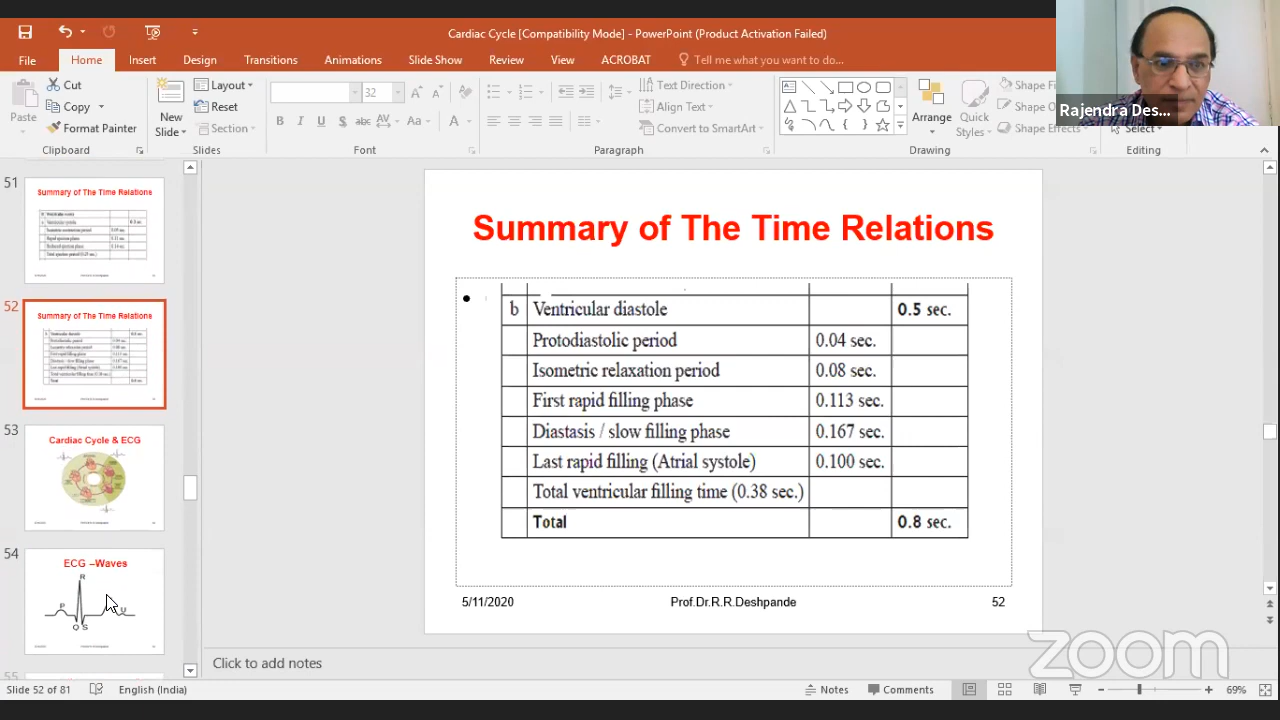 Cardiac Cycle [Compatibility Mode] - PowerPoint (Product Activation Failed)
File Home Insert Design Transitions Animations Slide Show Review View ACROBAT Tell me what you want to do...
Cut
Copy
Format Painter
Paste
Clipboard
New Slide
Layout
Reset
Section
Slides
32
Font
Text Direction
Align Text
Convert to SmartArt
Paragraph
Arrange
Quick Styles
Shape Fi
Shape O
Shape Effects
Drawing
Select
Editing
Rajendra Des...
51
Summary of The Time Relations
52
Summary of The Time Relations
53
Cardiac Cycle & ECG
54
ECG –Waves
R
P
U
Q S
55
Summary of The Time Relations
b Ventricular diastole 0.5 sec.
Protodiastolic period 0.04 sec.
Isometric relaxation period 0.08 sec.
First rapid filling phase 0.113 sec.
Diastasis / slow filling phase 0.167 sec.
Last rapid filling (Atrial systole) 0.100 sec.
Total ventricular filling time (0.38 sec.)
Total 0.8 sec.
5/11/2020 Prof.Dr.R.R.Deshpande 52
Click to add notes
zoom
Slide 52 of 81 English (India) Notes Comments 69%